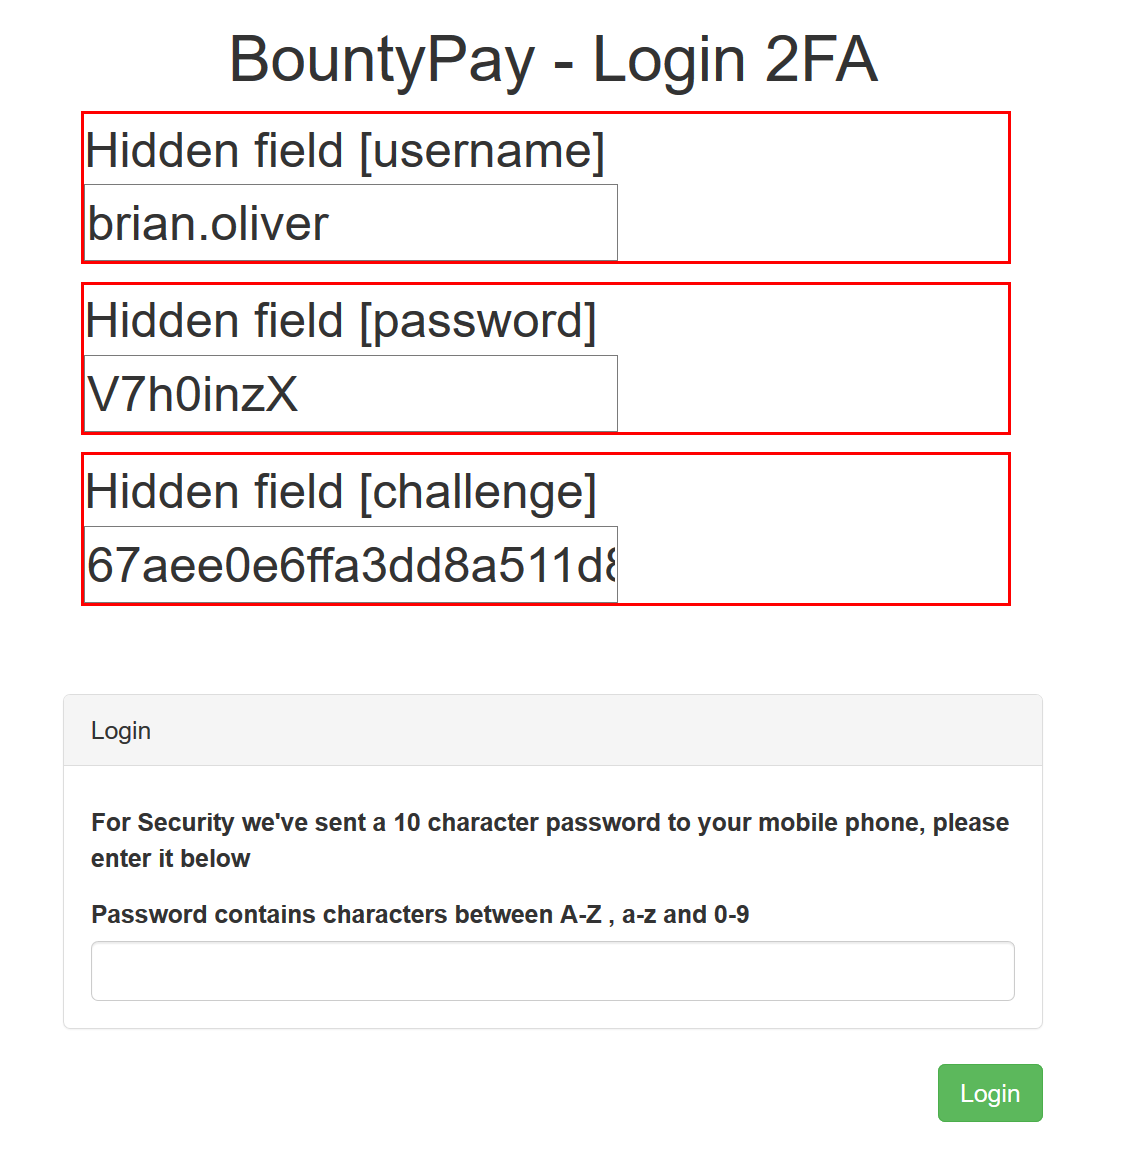 BountyPay - Login 2FA
Hidden field [username]
brian.oliver
Hidden field [password]
V7h0inzX
Hidden field [challenge]
67aee0e6ffa3dd8a511d8
Login
For Security we've sent a 10 character password to your mobile phone, please
enter it below
Password contains characters between A-Z , a-z and 0-9
Login